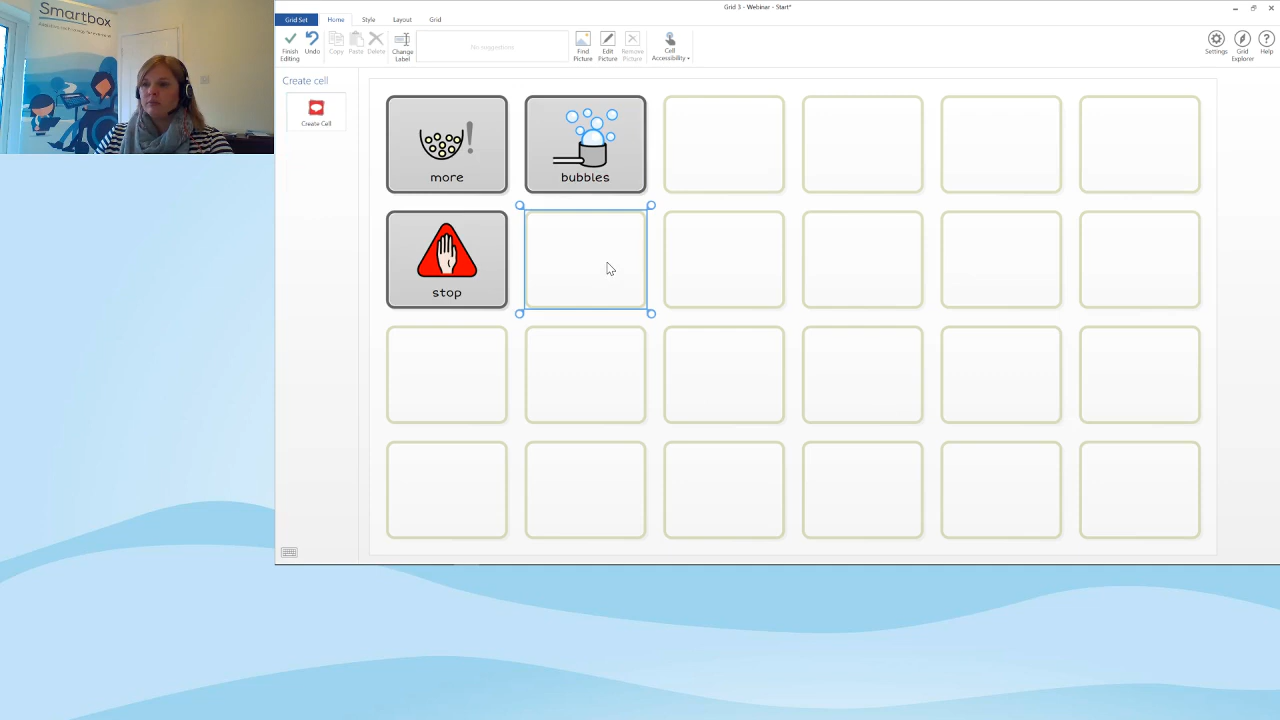 Smartbox
Grid 3 - Webinar - Start*
Grid Set Home Style Layout Grid
Finish Editing
Undo
Copy
Paste
Delete
Change Label
No suggestions
Find Picture
Edit Picture
Remove Picture
Cell Accessibility
Settings
Grid Explorer
Help
Create cell
Create Cell
more
bubbles
stop